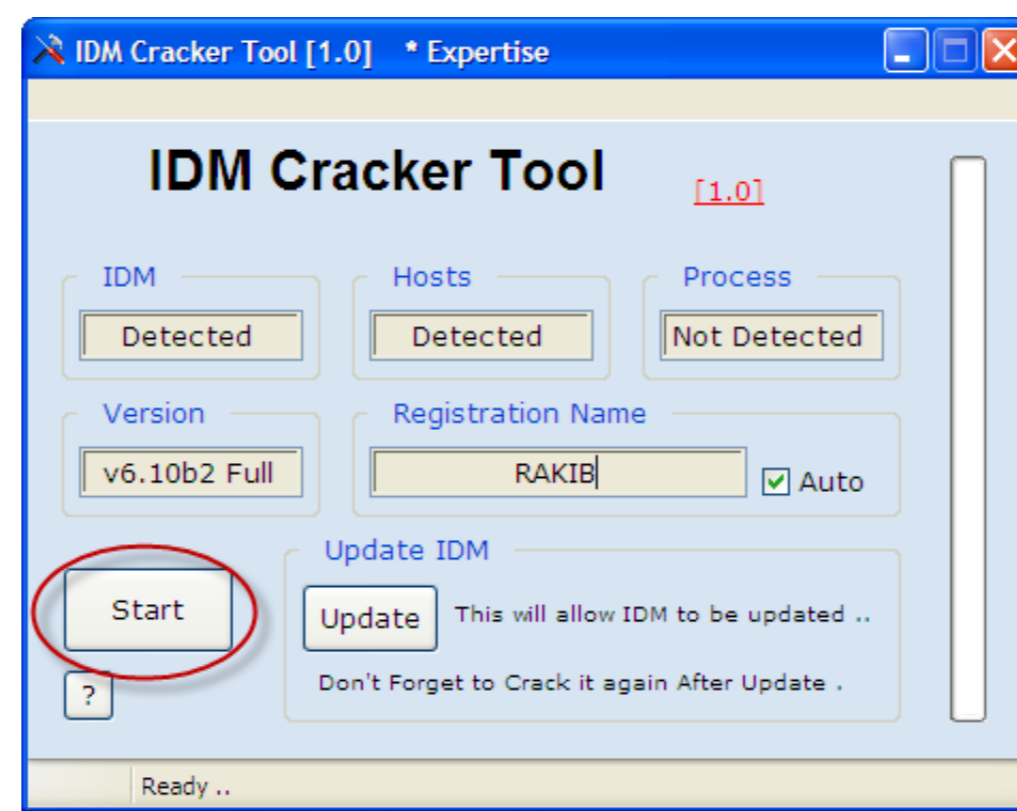 IDM Cracker Tool [1.0] * Expertise
IDM Cracker Tool [1.0]
IDM Hosts Process
Detected Detected Not Detected
Version Registration Name
v6.10b2 Full RAKIB Auto
Update IDM
Start Update This will allow IDM to be updated ..
? Don't Forget to Crack it again After Update .
Ready ..